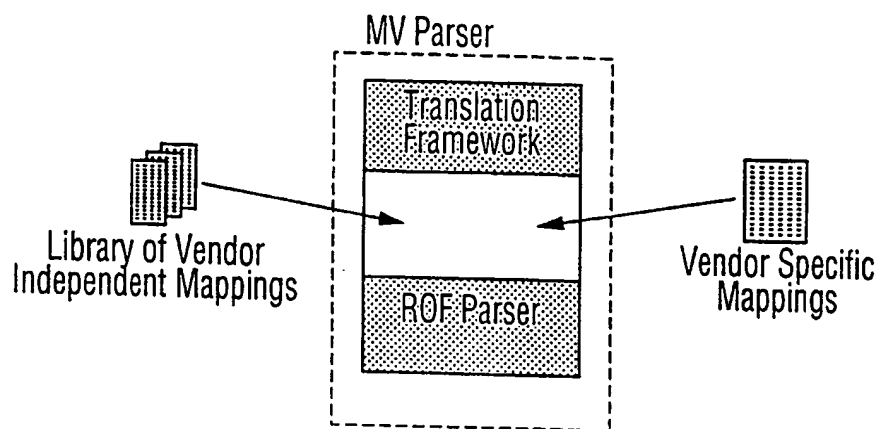 MV Parser
Translation
Framework
Library of Vendor
Independent Mappings
Vendor Specific
Mappings
ROF Parser